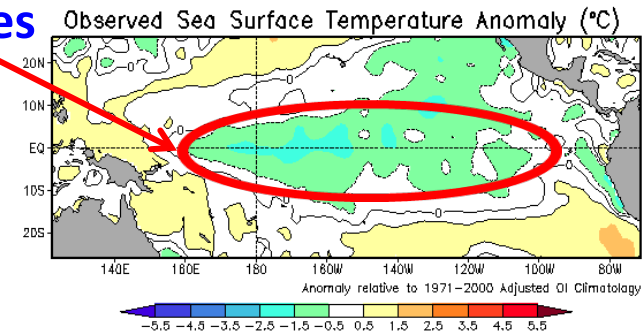 es
Observed Sea Surface Temperature Anomaly (°C)
20N
10N
EQ
10S
20S
0
0
0
0
0
140E 160E 180 160W 140W 120W 100W 80W
Anomaly relative to 1971–2000 Adjusted OI Climatology
-5.5 -4.5 -3.5 -2.5 -1.5 -0.5 0.5 1.5 2.5 3.5 4.5 5.5